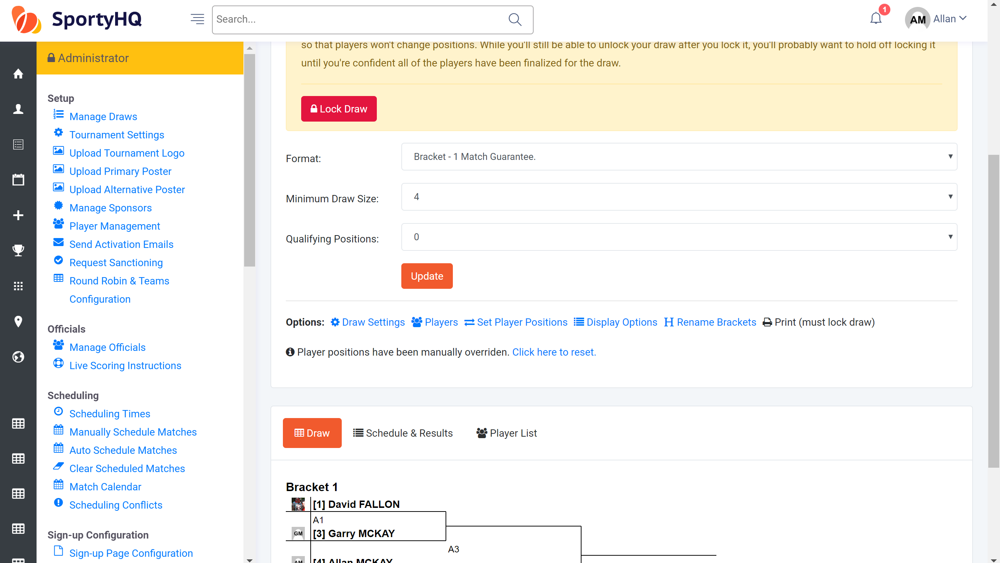 SportyHQ
Search...
1
AM
Allan
Administrator
Setup
Manage Draws
Tournament Settings
Upload Tournament Logo
Upload Primary Poster
Upload Alternative Poster
Manage Sponsors
Player Management
Send Activation Emails
Request Sanctioning
Round Robin & Teams
Configuration
Officials
Manage Officials
Live Scoring Instructions
Scheduling
Scheduling Times
Manually Schedule Matches
Auto Schedule Matches
Clear Scheduled Matches
Match Calendar
Scheduling Conflicts
Sign-up Configuration
Sign-up Page Configuration
so that players won't change positions. While you'll still be able to unlock your draw after you lock it, you'll probably want to hold off locking it
until you're confident all of the players have been finalized for the draw.
Lock Draw
Format: Bracket - 1 Match Guarantee.
Minimum Draw Size: 4
Qualifying Positions: 0
Update
Options: Draw Settings Players Set Player Positions Display Options Rename Brackets Print (must lock draw)
Player positions have been manually overriden. Click here to reset.
Draw Schedule & Results Player List
Bracket 1
[1] David FALLON
A1
GM [3] Garry MCKAY
A3
AM [4] Allan MCKAY